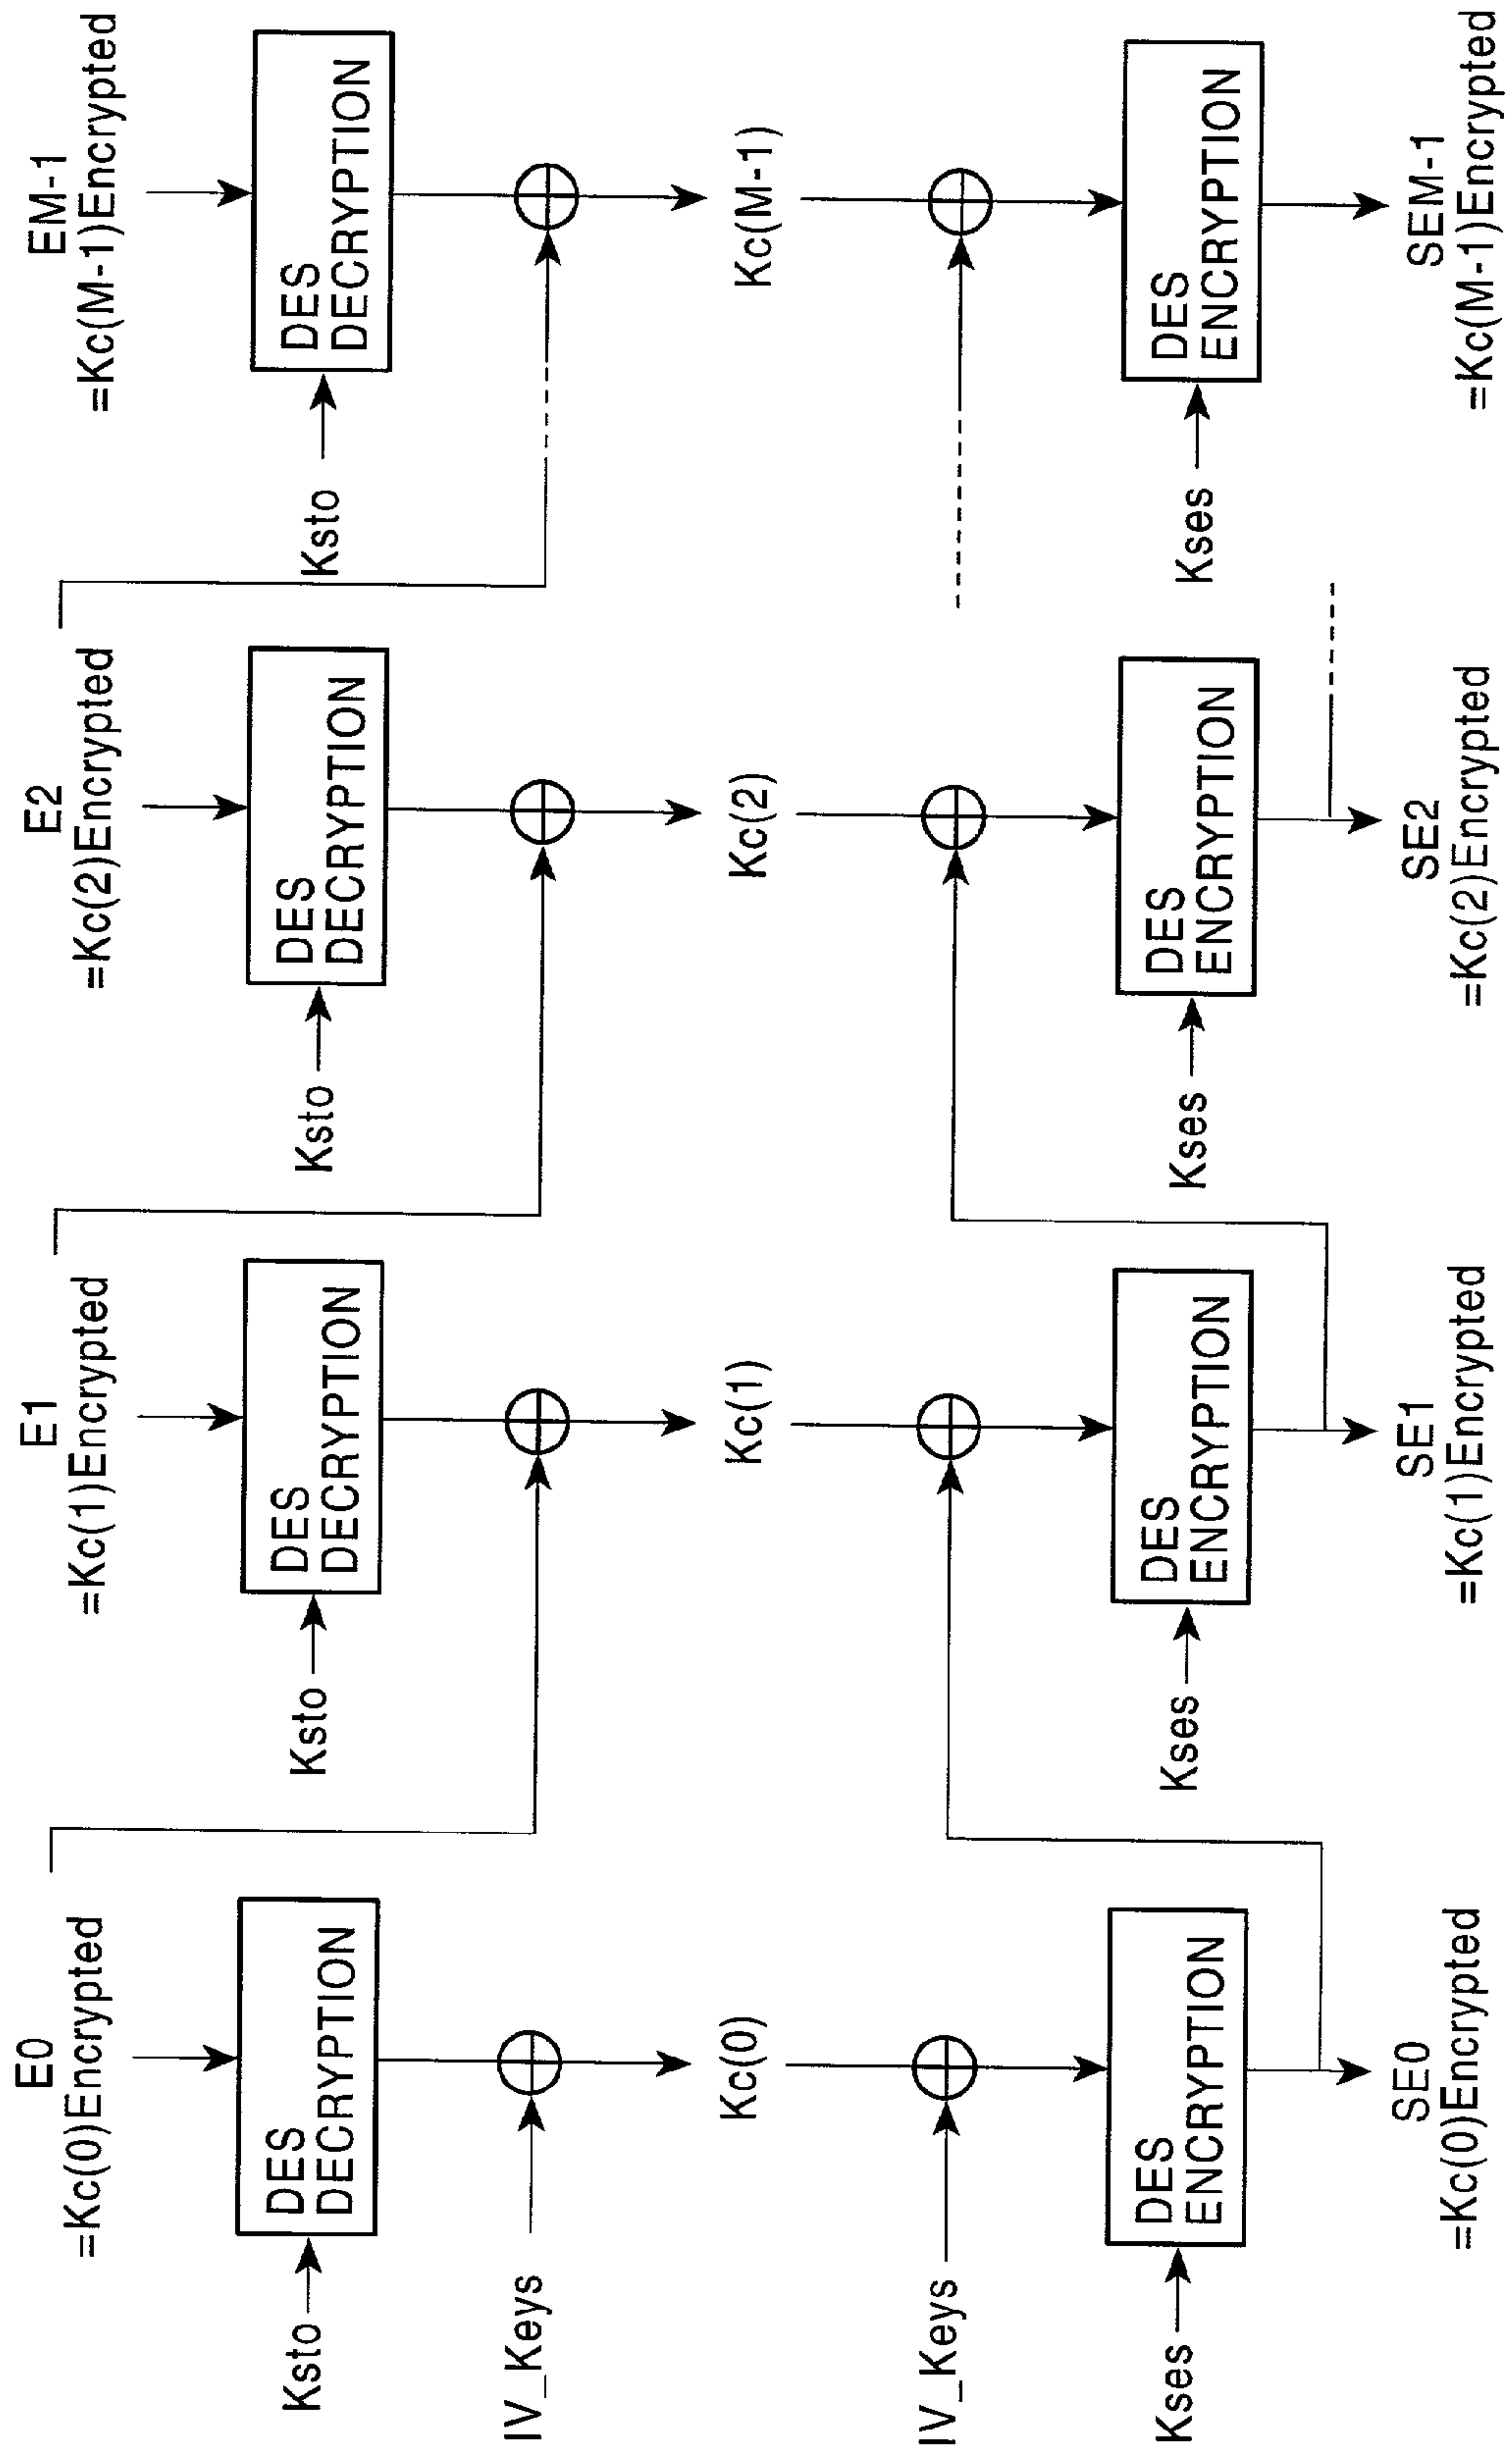 E0
=Kc(0)Encrypted
E1
=Kc(1)Encrypted
E2
=Kc(2)Encrypted
EM-1
=Kc(M-1)Encrypted
Ksto
DES
DECRYPTION
Ksto
DES
DECRYPTION
Ksto
DES
DECRYPTION
Ksto
DES
DECRYPTION
IV_Keys
Kc(0)
Kc(1)
Kc(2)
Kc(M-1)
IV_Keys
Kses
DES
ENCRYPTION
Kses
DES
ENCRYPTION
Kses
DES
ENCRYPTION
Kses
DES
ENCRYPTION
SE0
=Kc(0)Encrypted
SE1
=Kc(1)Encrypted
SE2
=Kc(2)Encrypted
SEM-1
=Kc(M-1)Encrypted